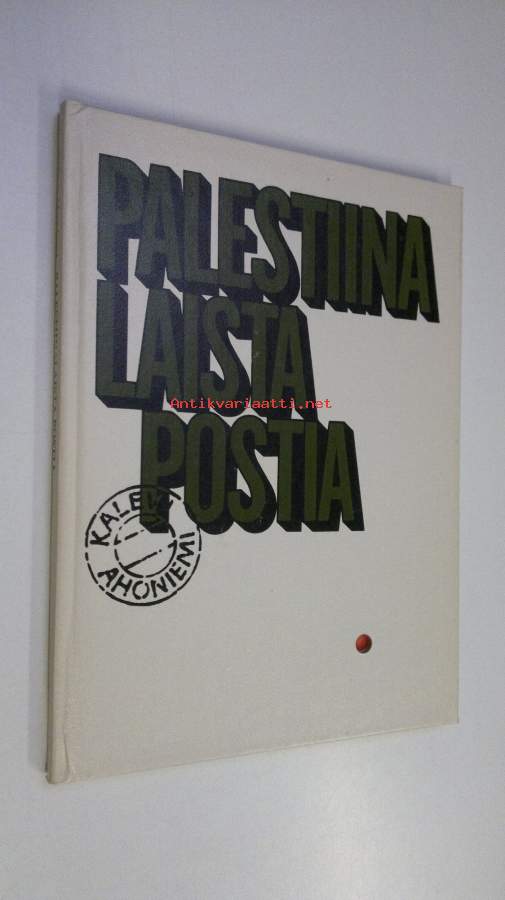 PALESTIINA
LAISTA
Antikvariaatti.net
POSTIA
KALEVI
AHONIEMI